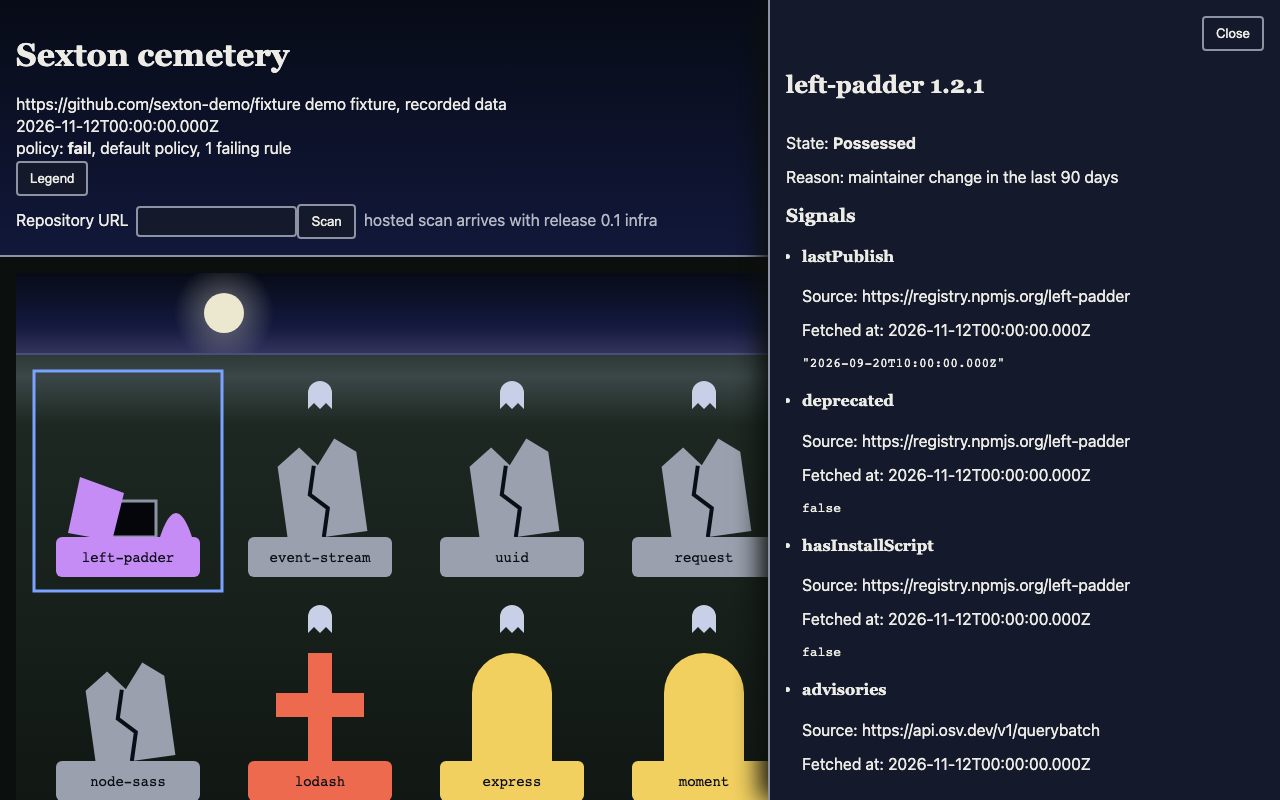 Sexton cemetery
https://github.com/sexton-demo/fixture demo fixture, recorded data
2026-11-12T00:00:00.000Z
policy: fail, default policy, 1 failing rule
Legend
Repository URL
Scan
hosted scan arrives with release 0.1 infra
left-padder
event-stream
uuid
request
node-sass
lodash
express
moment
Close
left-padder 1.2.1
State: Possessed
Reason: maintainer change in the last 90 days
Signals
• lastPublish
Source: https://registry.npmjs.org/left-padder
Fetched at: 2026-11-12T00:00:00.000Z
"2026-09-20T10:00:00.000Z"
• deprecated
Source: https://registry.npmjs.org/left-padder
Fetched at: 2026-11-12T00:00:00.000Z
false
• hasInstallScript
Source: https://registry.npmjs.org/left-padder
Fetched at: 2026-11-12T00:00:00.000Z
false
• advisories
Source: https://api.osv.dev/v1/querybatch
Fetched at: 2026-11-12T00:00:00.000Z